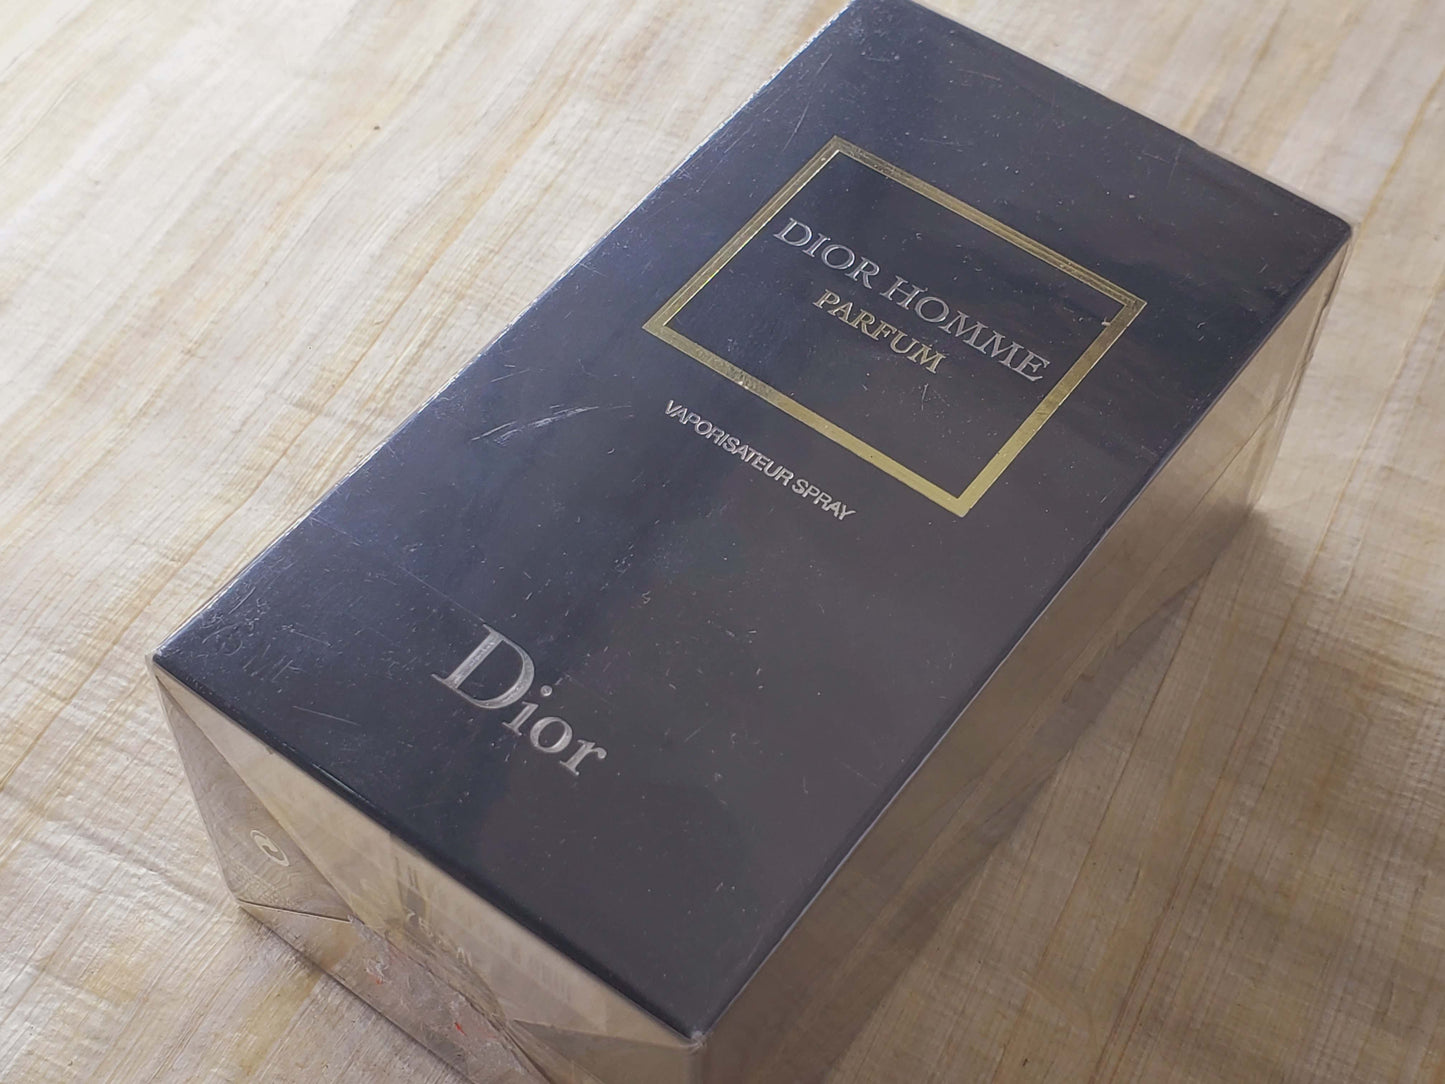 DIOR HOMME
PARFUM
VAPORISATEUR SPRAY
Dior